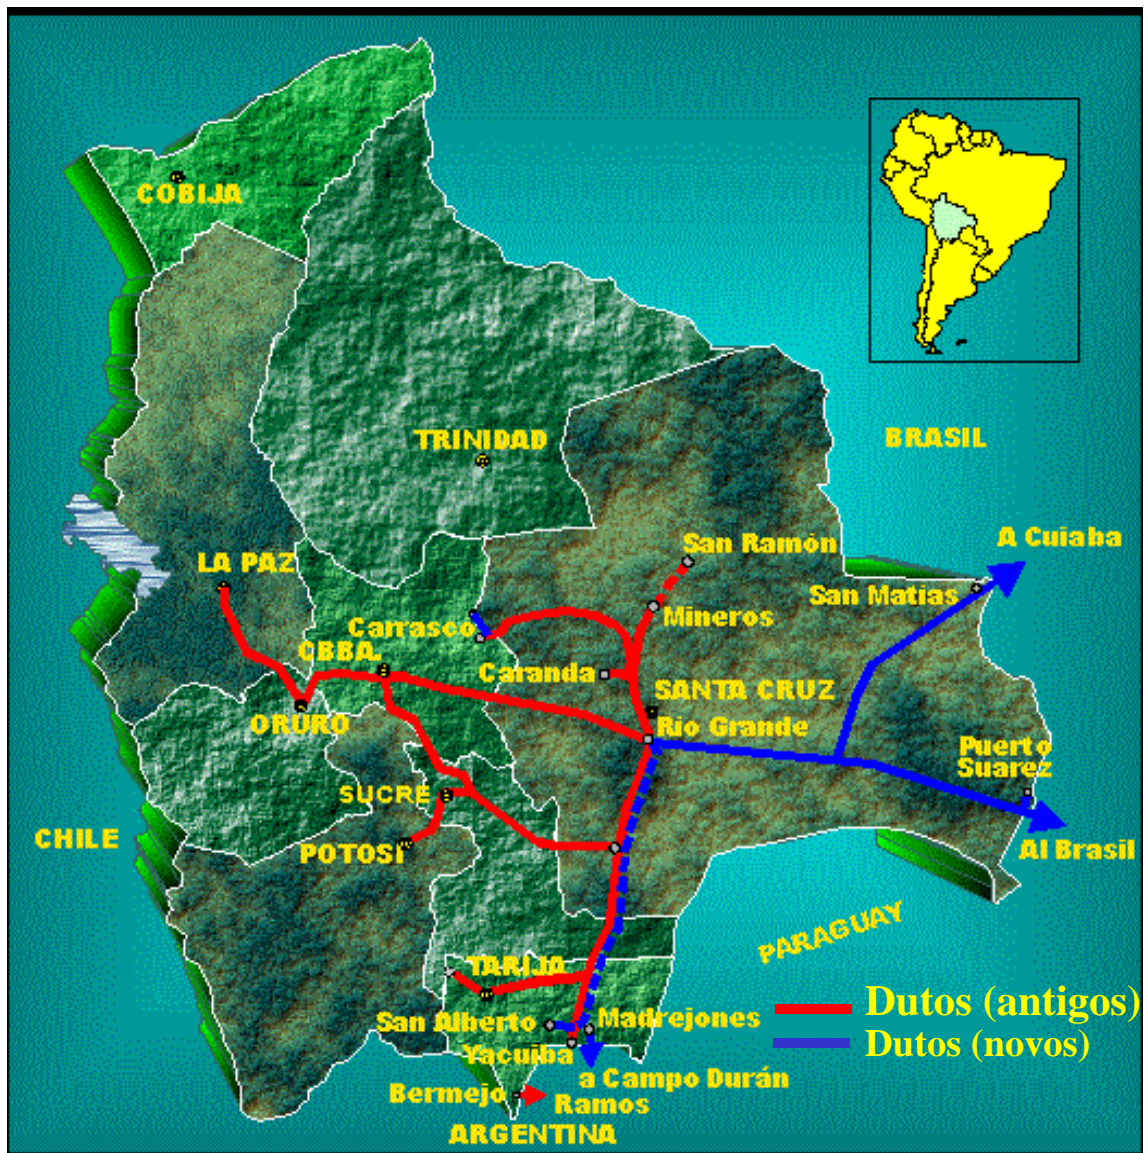 COBIJA
BRASIL
TRINIDAD
A Cuiaba
San Ramón
LA PAZ
San Matias
Mineros
Carrasco
CBBA.
Caranda
SANTA CRUZ
ORURO
Río Grande
Puerto
Suarez
SUCRE
CHILE
POTOSI
Al Brasil
PARAGUAY
TARIJA
Dutos (antigos)
San Alberto
Madrejones
Dutos (novos)
Yacuiba
a Campo Durán
Bermejo
Ramos
ARGENTINA